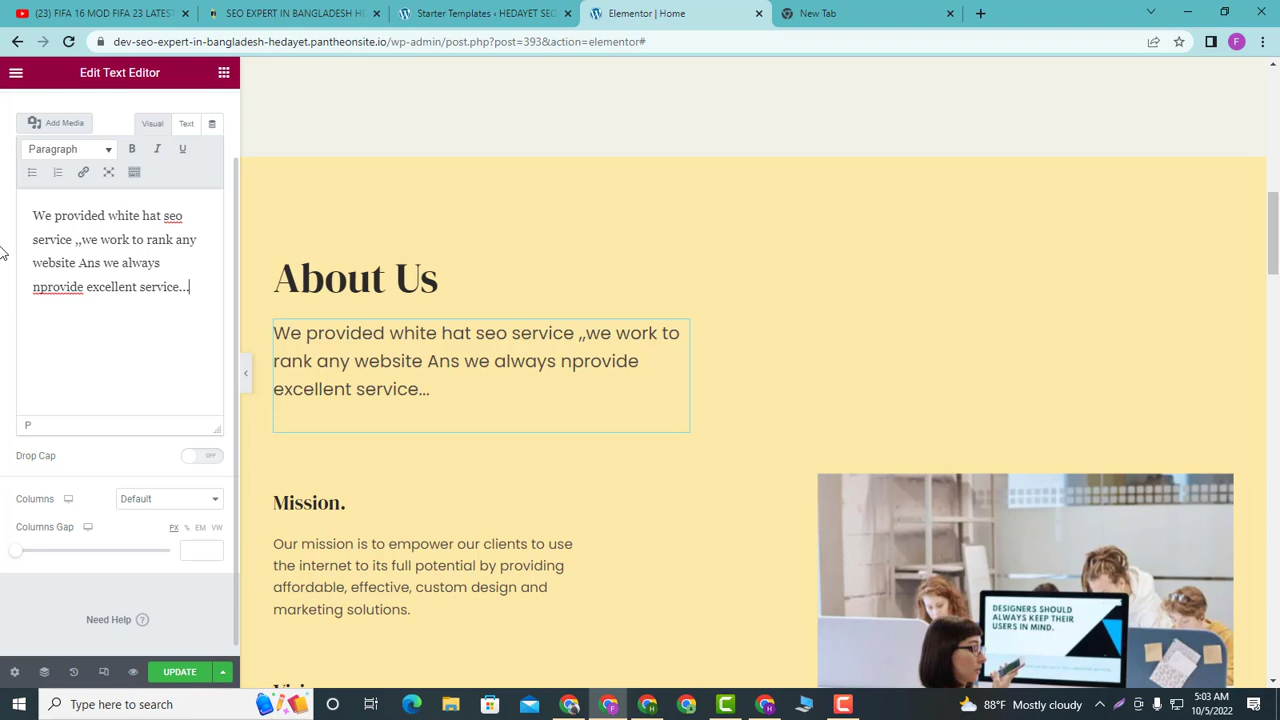 (23) FIFA 16 MOD FIFA 23 LATEST
SEO EXPERT IN BANGLADESH HE
Starter Templates ‹ HEDAYET SEO
Elementor | Home
New Tab
dev-seo-expert-in-bangladesh-hedayet.pantheonsite.io/wp-admin/post.php?post=393&action=elementor#
F
Edit Text Editor
Add Media
Visual
Text
Paragraph
B
I
U
We provided white hat seo
service ,,we work to rank any
website Ans we always
nprovide excellent service...
P
Drop Cap
OFF
Columns
Default
Columns Gap
PX
%
EM
VW
Need Help
UPDATE
About Us
We provided white hat seo service ,,we work to
rank any website Ans we always nprovide
excellent service...
Mission.
Our mission is to empower our clients to use
the internet to its full potential by providing
affordable, effective, custom design and
marketing solutions.
DESIGNERS SHOULD
ALWAYS KEEP THEIR
USERS IN MIND.
Type here to search
88°F Mostly cloudy
5:03 AM
10/5/2022